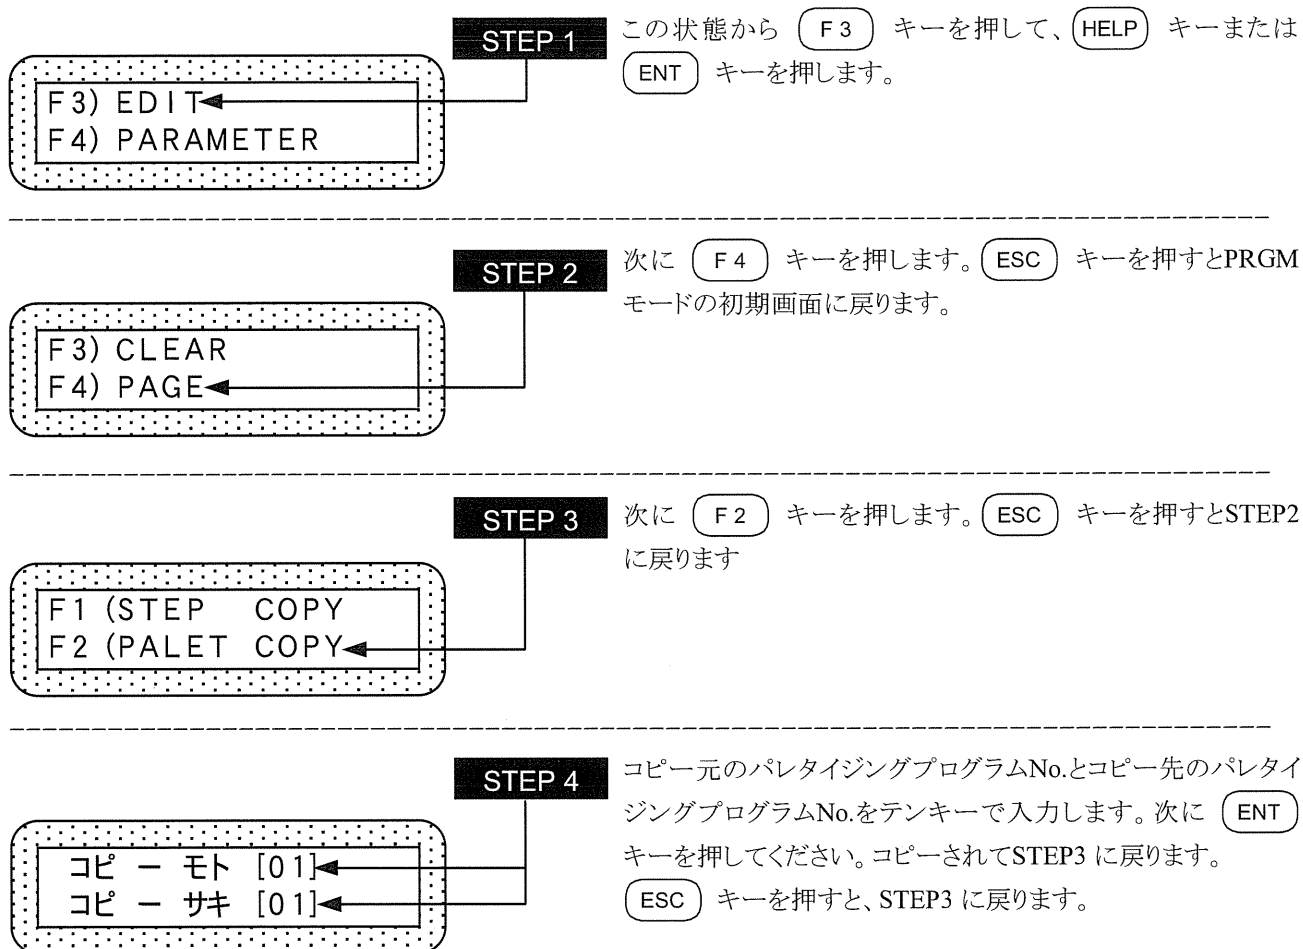 STEP 1
この状態から F3 キーを押して、HELP キーまたは
ENT キーを押します。
F3) EDIT
F4) PARAMETER
STEP 2
次に F4 キーを押します。ESC キーを押すとPRGM
モードの初期画面に戻ります。
F3) CLEAR
F4) PAGE
STEP 3
次に F2 キーを押します。ESC キーを押すとSTEP2
に戻ります
F1 (STEP COPY
F2 (PALET COPY
STEP 4
コピー元のパレタイジングプログラムNo.とコピー先のパレタイ
ジングプログラムNo.をテンキーで入力します。次に ENT
キーを押してください。コピーされてSTEP3 に戻ります。
ESC キーを押すと、STEP3 に戻ります。
コピー モト [01]
コピー サキ [01]